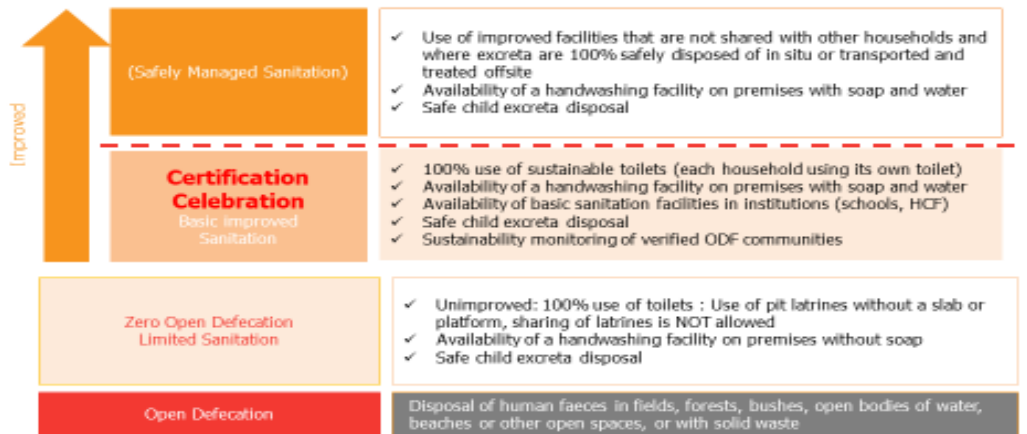 Improved
(Safely Managed Sanitation)
✓ Use of improved facilities that are not shared with other households and
where excreta are 100% safely disposed of in situ or transported and
treated offsite
✓ Availability of a handwashing facility on premises with soap and water
✓ Safe child excreta disposal
Certification
Celebration
Basic improved
Sanitation
✓ 100% use of sustainable toilets (each household using its own toilet)
✓ Availability of a handwashing facility on premises with soap and water
✓ Availability of basic sanitation facilities in institutions (schools, HCF)
✓ Safe child excreta disposal
✓ Sustainability monitoring of verified ODF communities
Zero Open Defecation
Limited Sanitation
✓ Unimproved: 100% use of toilets : Use of pit latrines without a slab or
platform, sharing of latrines is NOT allowed
✓ Availability of a handwashing facility on premises without soap
✓ Safe child excreta disposal
Open Defecation
Disposal of human faeces in fields, forests, bushes, open bodies of water,
beaches or other open spaces, or with solid waste